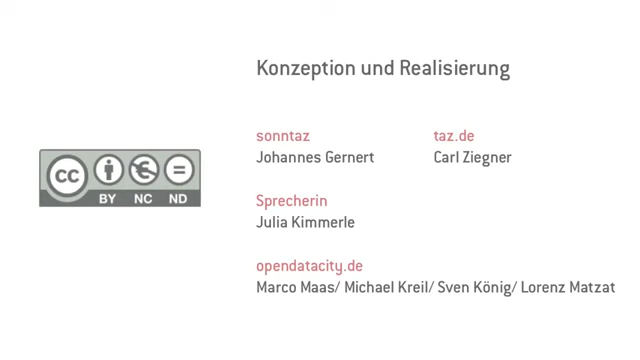 Konzeption und Realisierung
sonntaz
Johannes Gernert
taz.de
Carl Ziegner
cc
BY NC ND
Sprecherin
Julia Kimmerle
opendatacity.de
Marco Maas/ Michael Kreil/ Sven König/ Lorenz Matzat